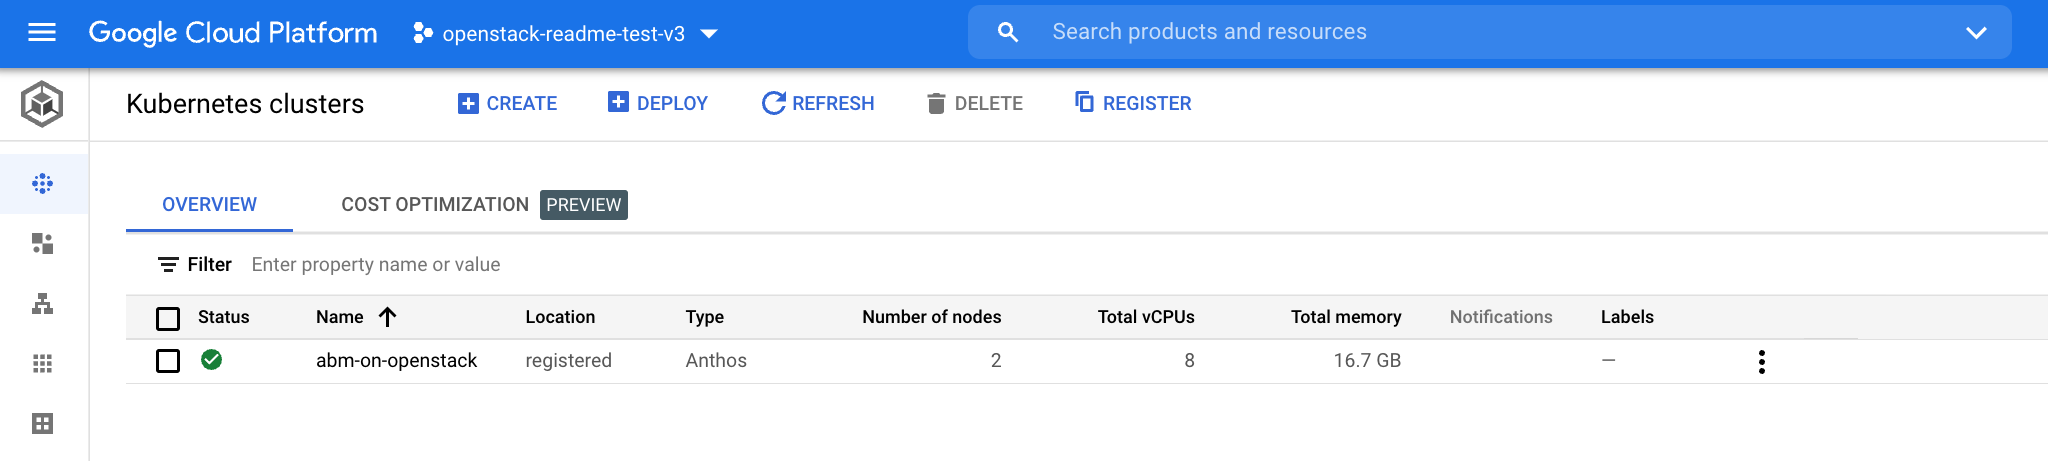 Google Cloud Platform openstack-readme-test-v3 Search products and resources
Kubernetes clusters CREATE DEPLOY REFRESH DELETE REGISTER
OVERVIEW COST OPTIMIZATION PREVIEW
Filter Enter property name or value
Status Name Location Type Number of nodes Total vCPUs Total memory Notifications Labels
abm-on-openstack registered Anthos 2 8 16.7 GB —